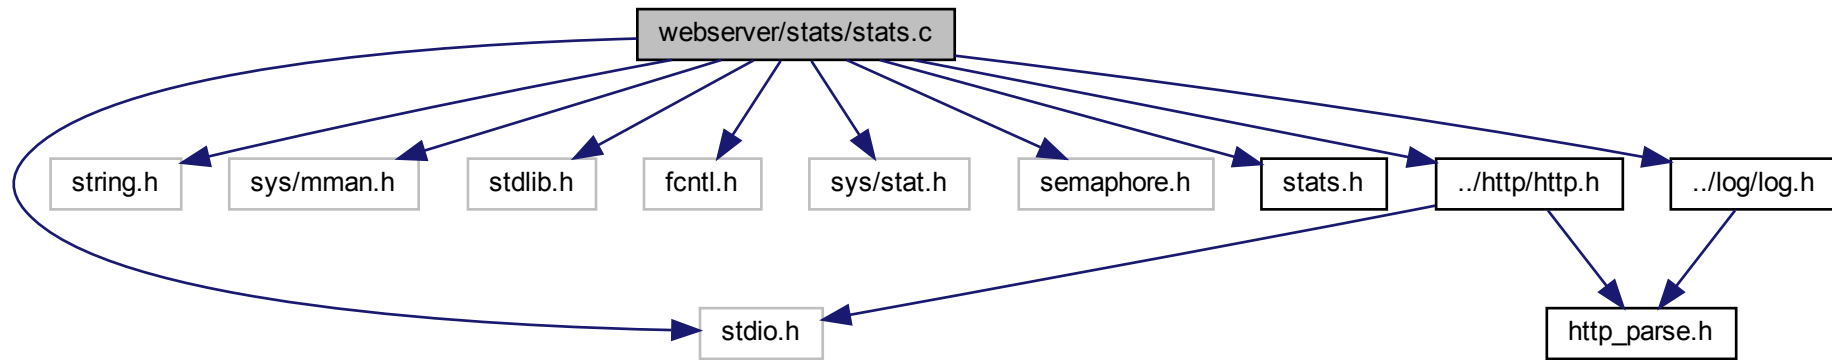 webserver/stats/stats.c
string.h
sys/mman.h
stdlib.h
fcntl.h
sys/stat.h
semaphore.h
stats.h
../http/http.h
../log/log.h
stdio.h
http_parse.h